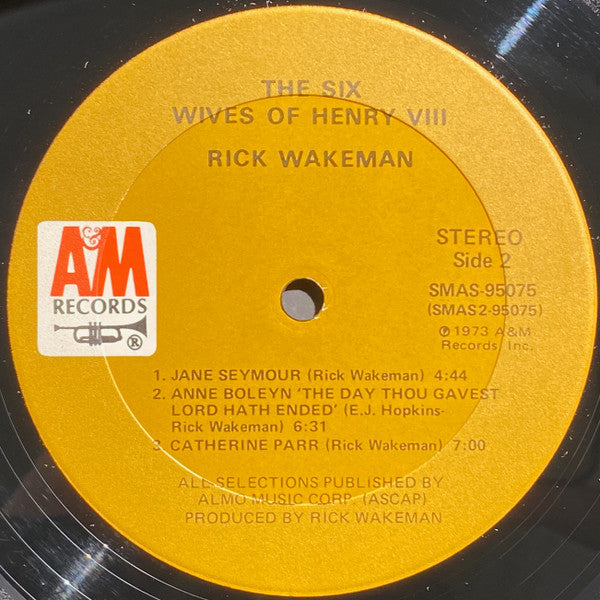 THE SIX
WIVES OF HENRY VIII
RICK WAKEMAN
A&M
RECORDS
®
STEREO
Side 2
SMAS-95075
(SMAS2-95075)
℗1973 A&M
Records, Inc.
1. JANE SEYMOUR (Rick Wakeman) 4:44
2. ANNE BOLEYN 'THE DAY THOU GAVEST
LORD HATH ENDED' (E.J. Hopkins-
Rick Wakeman) 6:31
3. CATHERINE PARR (Rick Wakeman) 7:00
ALL SELECTIONS PUBLISHED BY
ALMO MUSIC CORP. (ASCAP)
PRODUCED BY RICK WAKEMAN